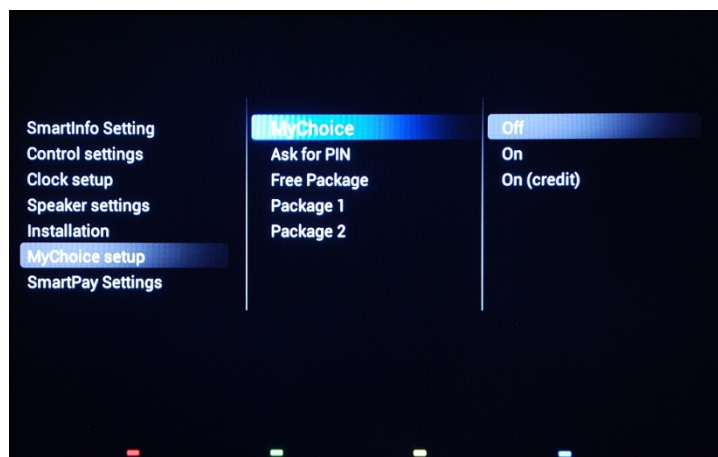 SmartInfo Setting
Control settings
Clock setup
Speaker settings
Installation
MyChoice setup
SmartPay Settings
MyChoice
Ask for PIN
Free Package
Package 1
Package 2
Off
On
On (credit)